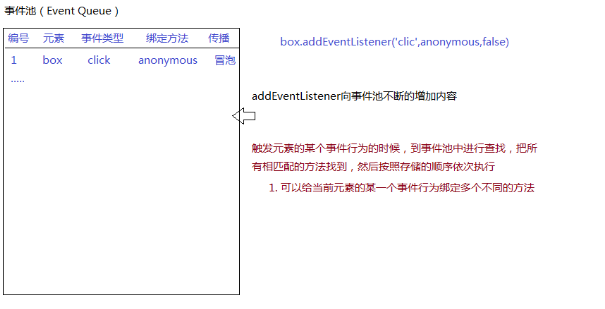 事件池（Event Queue）
编号 元素 事件类型 绑定方法 传播
1 box click anonymous 冒泡
.....
box.addEventListener('clic',anonymous,false)
addEventListener向事件池不断的增加内容
触发元素的某个事件行为的时候，到事件池中进行查找，把所
有相匹配的方法找到，然后按照存储的顺序依次执行
1. 可以给当前元素的某一个事件行为绑定多个不同的方法